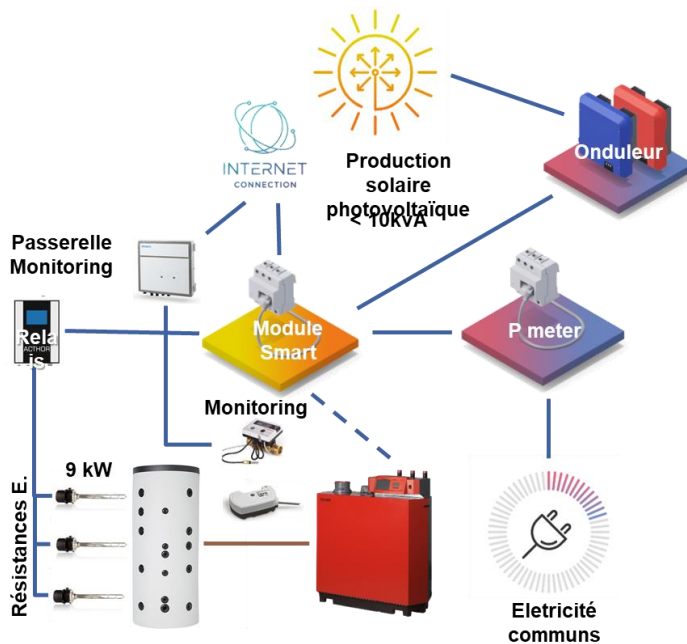 Onduleur
INTERNET
CONNECTION
Production
solaire
photovoltaïque
< 10kvA
Passerelle
Monitoring
Rela
is
ACTHOR
Module
Smart
P meter
Monitoring
9 kW
Résistances E.
Eletricité
communs